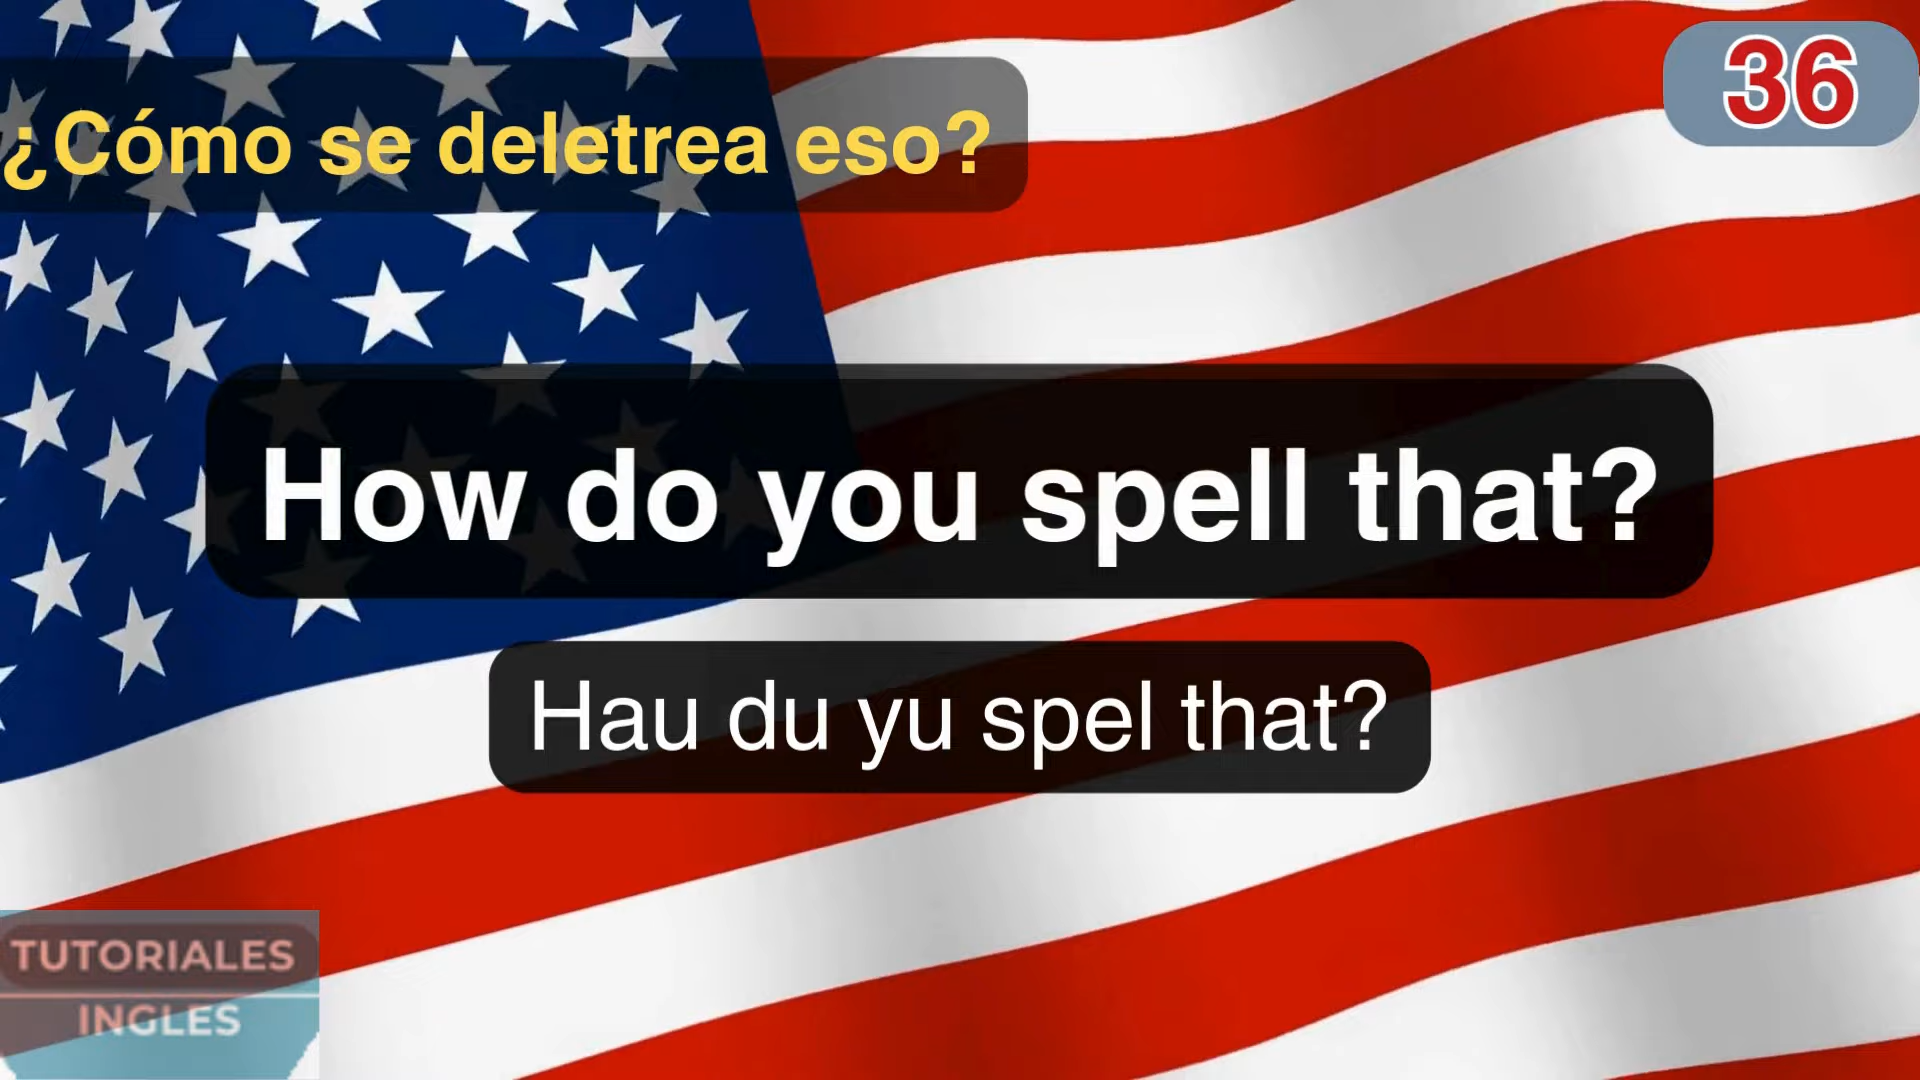 ¿Cómo se deletrea eso?
36
How do you spell that?
Hau du yu spel that?
TUTORIALES
INGLES